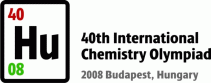 40
Hu
08
40th International
Chemistry Olympiad
2008 Budapest, Hungary